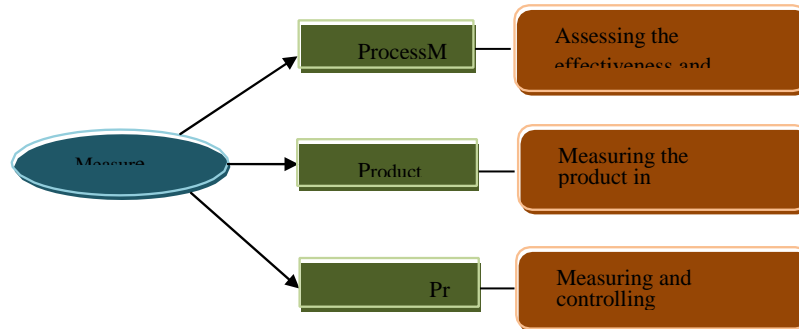 ProcessM
Assessing the
effectiveness and
Measure
Product
Measuring the
product in
Pr
Measuring and
controlling